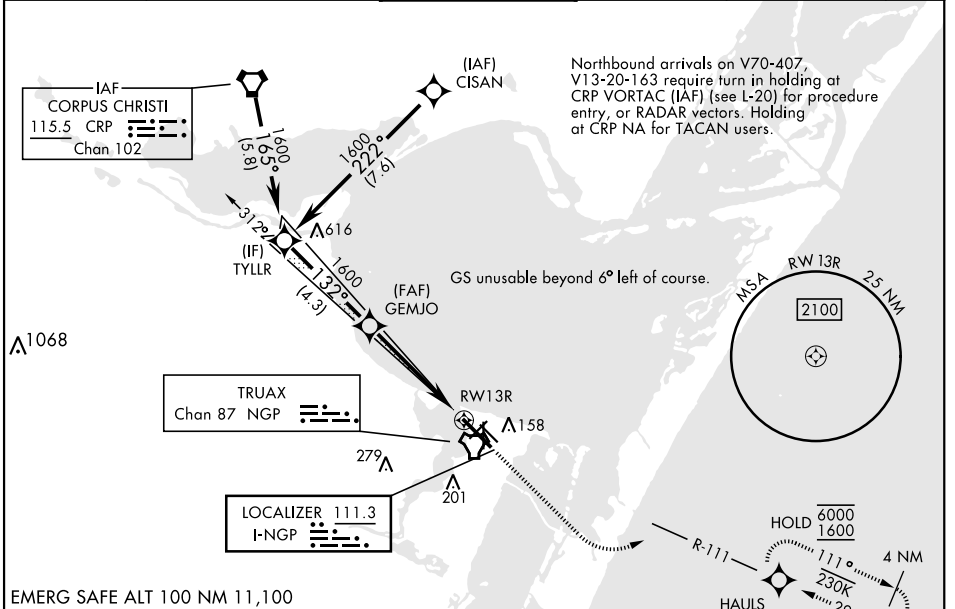 IAF
CORPUS CHRISTI
115.5 CRP
Chan 102
(IAF)
CISAN
Northbound arrivals on V70-407,
V13-20-163 require turn in holding at
CRP VORTAC (IAF) (see L-20) for procedure
entry, or RADAR vectors. Holding
at CRP NA for TACAN users.
1600
165°
(5.8)
1600
222°
(7.6)
312°
(IF)
TYLLR
616
1600
132°
(4.3)
(FAF)
GEMJO
GS unusable beyond 6° left of course.
MSA RW 13R 25 NM
2100
1068
TRUAX
Chan 87 NGP
RW13R
158
279
201
LOCALIZER 111.3
I-NGP
R-111
HOLD 6000
1600
111°
4 NM
230K
HAULS
EMERG SAFE ALT 100 NM 11,100